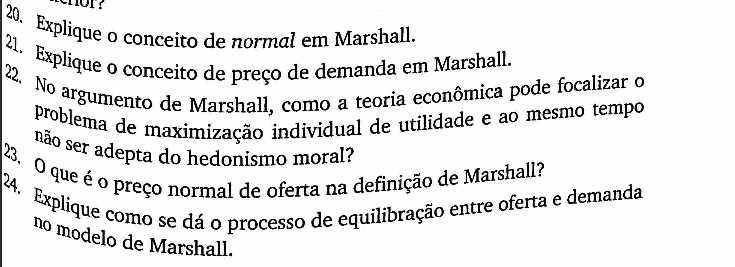 20. Explique o conceito de normal em Marshall.
21. Explique o conceito de preço de demanda em Marshall.
22. No argumento de Marshall, como a teoria econômica pode focalizar o
problema de maximização individual de utilidade e ao mesmo tempo
não ser adepta do hedonismo moral?
23. O que é o preço normal de oferta na definição de Marshall?
24. Explique como se dá o processo de equilibração entre oferta e demanda
no modelo de Marshall.